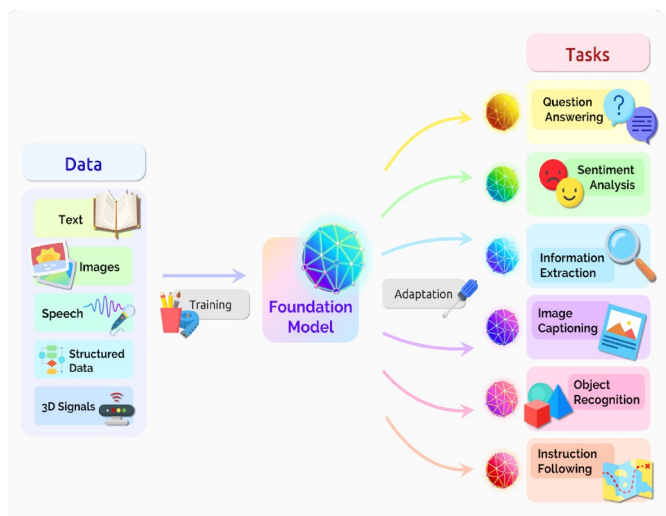 Data
Text
Images
Speech
Structured
Data
3D Signals
Training
Foundation
Model
Adaptation
Tasks
Question
Answering
?
Sentiment
Analysis
Information
Extraction
Image
Captioning
Object
Recognition
Instruction
Following